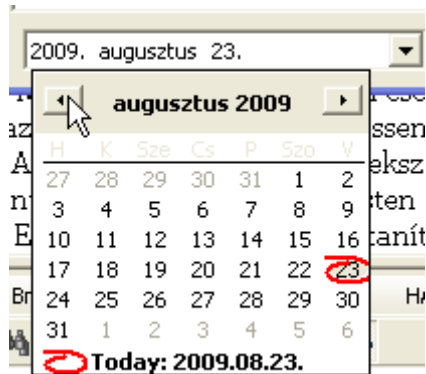 2009. augusztus 23.
augusztus 2009
H K Sze Cs P Szo V
27 28 29 30 31 1 2
3 4 5 6 7 8 9
10 11 12 13 14 15 16
17 18 19 20 21 22 23
24 25 26 27 28 29 30
31 1 2 3 4 5 6
Today: 2009.08.23.